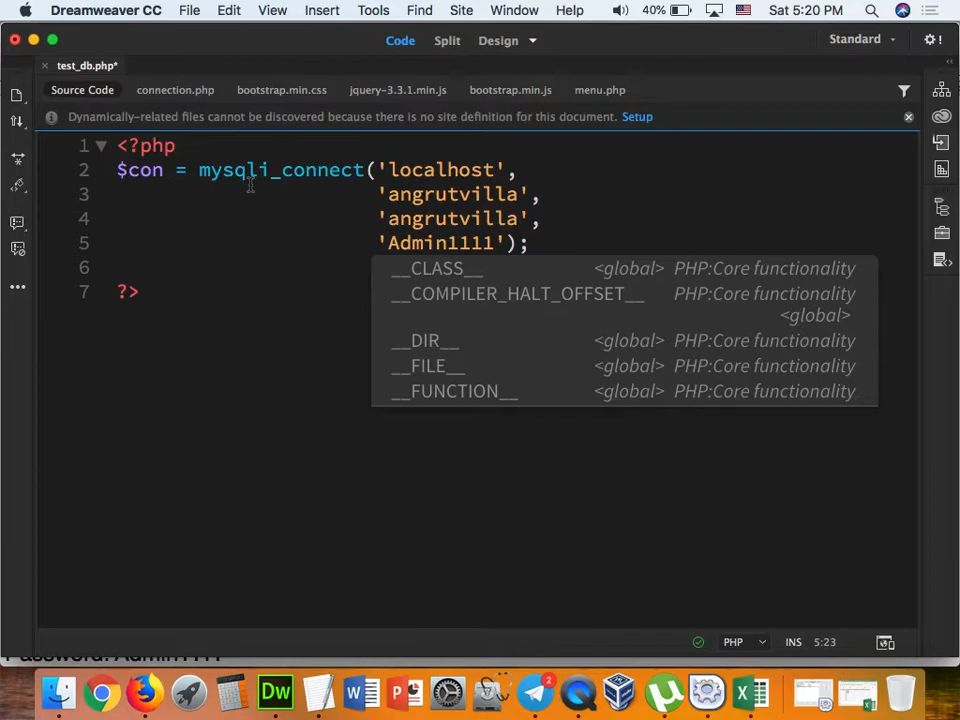 Dreamweaver CC File Edit View Insert Tools Find Site Window Help 40% Sat 5:20 PM
Code Split Design Standard
test_db.php*
Source Code connection.php bootstrap.min.css jquery-3.3.1.min.js bootstrap.min.js menu.php
Dynamically-related files cannot be discovered because there is no site definition for this document. Setup
1 <?php
2 $con = mysqli_connect('localhost',
3 'angrutvilla',
4 'angrutvilla',
5 'Admin1111');
__CLASS__ <global> PHP:Core functionality
6 __COMPILER_HALT_OFFSET__ PHP:Core functionality
7 ?>
<global>
__DIR__ <global> PHP:Core functionality
__FILE__ <global> PHP:Core functionality
__FUNCTION__ <global> PHP:Core functionality
PHP INS 5:23
Password: Admin1111
Dw W P 2 X